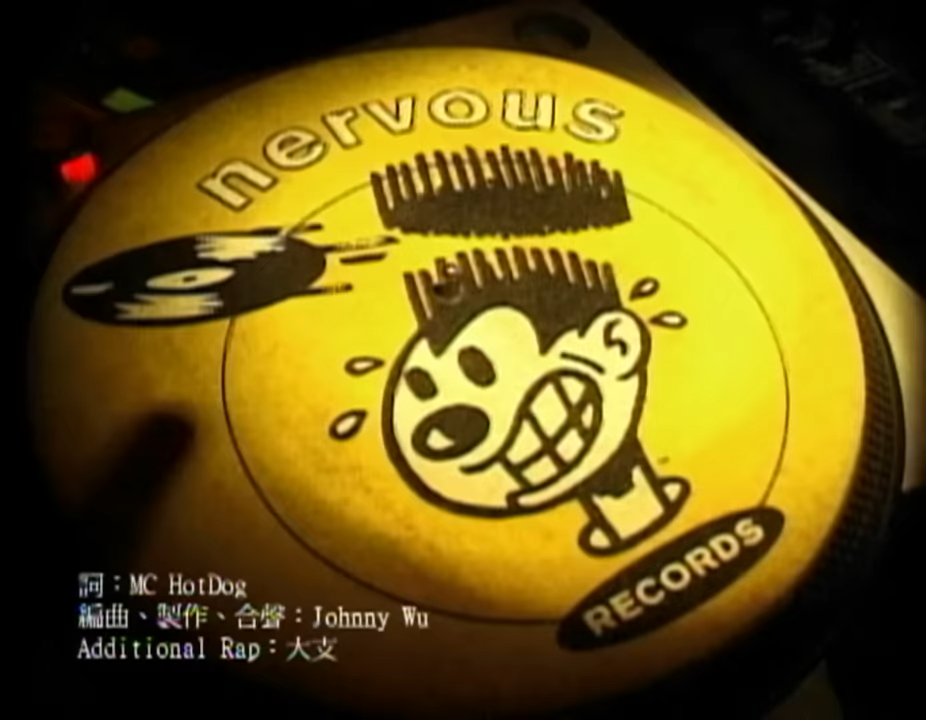 nervous
RECORDS
詞：MC HotDog
編曲、製作、合聲：Johnny Wu
Additional Rap：大支